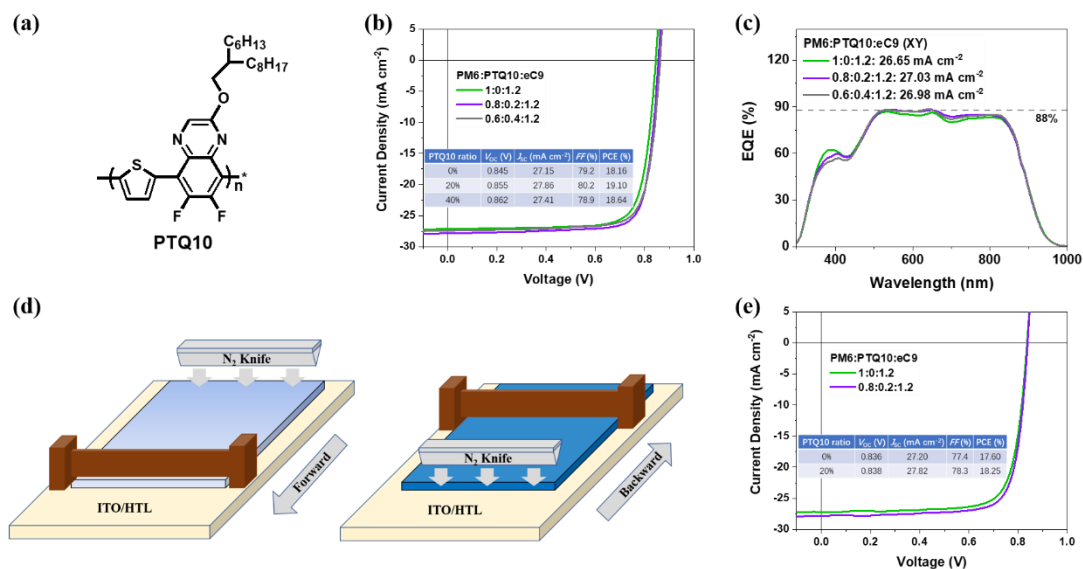 (a)
C6H13
C8H17
O
N
N
S
F
F
n
*
PTQ10
(b)
Current Density (mA cm⁻²)
5
0
-5
-10
-15
-20
-25
-30
PM6:PTQ10:eC9
1:0:1.2
0.8:0.2:1.2
0.6:0.4:1.2
PTQ10 ratio VOC (V) JSC (mA cm⁻²) FF (%) PCE (%)
0% 0.845 27.15 79.2 18.16
20% 0.855 27.86 80.2 19.10
40% 0.862 27.41 78.9 18.64
0.0 0.2 0.4 0.6 0.8 1.0
Voltage (V)
(c)
EQE (%)
120
90
60
30
0
PM6:PTQ10:eC9 (XY)
1:0:1.2: 26.65 mA cm⁻²
0.8:0.2:1.2: 27.03 mA cm⁻²
0.6:0.4:1.2: 26.98 mA cm⁻²
88%
400 600 800 1000
Wavelength (nm)
(d)
N2 Knife
Forward
ITO/HTL
N2 Knife
Backward
ITO/HTL
(e)
Current Density (mA cm⁻²)
5
0
-5
-10
-15
-20
-25
-30
PM6:PTQ10:eC9
1:0:1.2
0.8:0.2:1.2
PTQ10 ratio VOC (V) JSC (mA cm⁻²) FF (%) PCE (%)
0% 0.836 27.20 77.4 17.60
20% 0.838 27.82 78.3 18.25
0.0 0.2 0.4 0.6 0.8 1.0
Voltage (V)